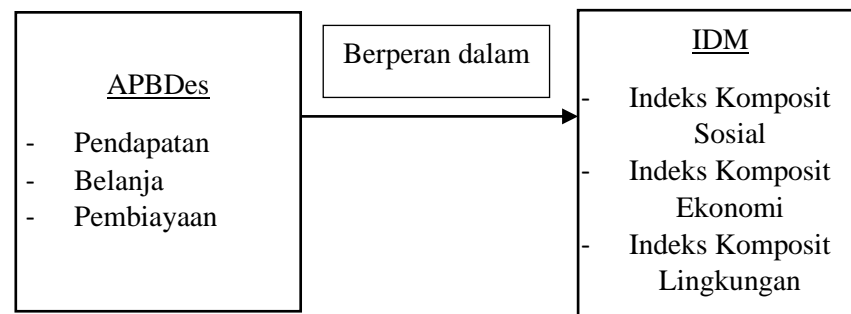 APBDes
- Pendapatan
- Belanja
- Pembiayaan
Berperan dalam
IDM
- Indeks Komposit
Sosial
- Indeks Komposit
Ekonomi
- Indeks Komposit
Lingkungan